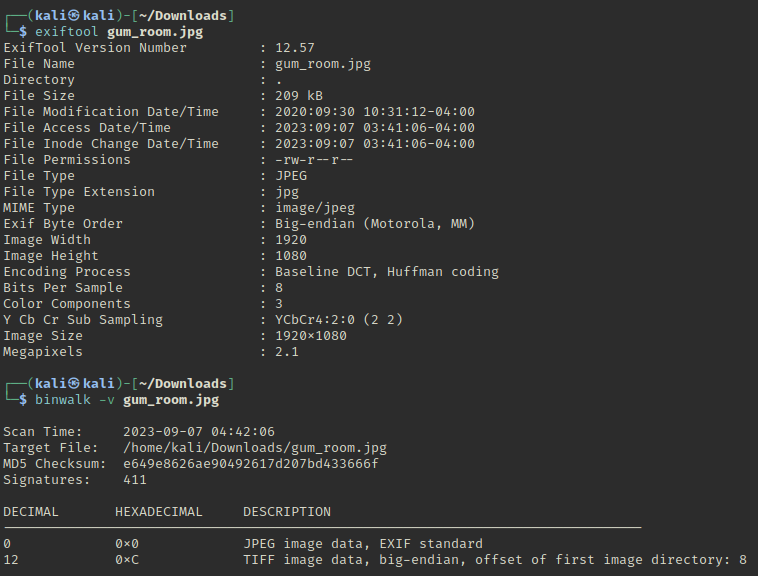 ┌──(kali㉿kali)-[~/Downloads]
└─$ exiftool gum_room.jpg
ExifTool Version Number         : 12.57
File Name                       : gum_room.jpg
Directory                       : .
File Size                       : 209 kB
File Modification Date/Time     : 2020:09:30 10:31:12-04:00
File Access Date/Time           : 2023:09:07 03:41:06-04:00
File Inode Change Date/Time     : 2023:09:07 03:41:06-04:00
File Permissions                : -rw-r--r--
File Type                       : JPEG
File Type Extension             : jpg
MIME Type                       : image/jpeg
Exif Byte Order                 : Big-endian (Motorola, MM)
Image Width                     : 1920
Image Height                    : 1080
Encoding Process                : Baseline DCT, Huffman coding
Bits Per Sample                 : 8
Color Components                : 3
Y Cb Cr Sub Sampling            : YCbCr4:2:0 (2 2)
Image Size                      : 1920×1080
Megapixels                      : 2.1
┌──(kali㉿kali)-[~/Downloads]
└─$ binwalk -v gum_room.jpg
Scan Time:     2023-09-07 04:42:06
Target File:   /home/kali/Downloads/gum_room.jpg
MD5 Checksum:  e649e8626ae90492617d207bd433666f
Signatures:    411
DECIMAL       HEXADECIMAL     DESCRIPTION
--------------------------------------------------------------------------------
0             0×0             JPEG image data, EXIF standard
12            0×C             TIFF image data, big-endian, offset of first image directory: 8